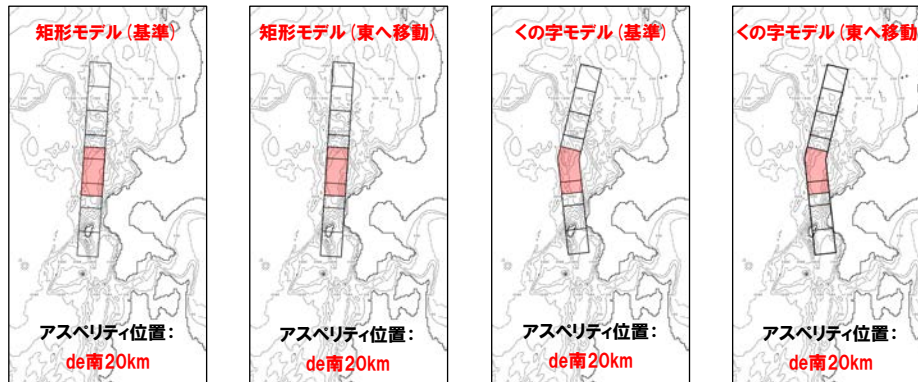 矩形モデル(基準)
アスペリティ位置:
de南20km
矩形モデル(東へ移動)
アスペリティ位置:
de南20km
くの字モデル(基準)
アスペリティ位置:
de南20km
くの字モデル(東へ移動
アスペリティ位置:
de南20km